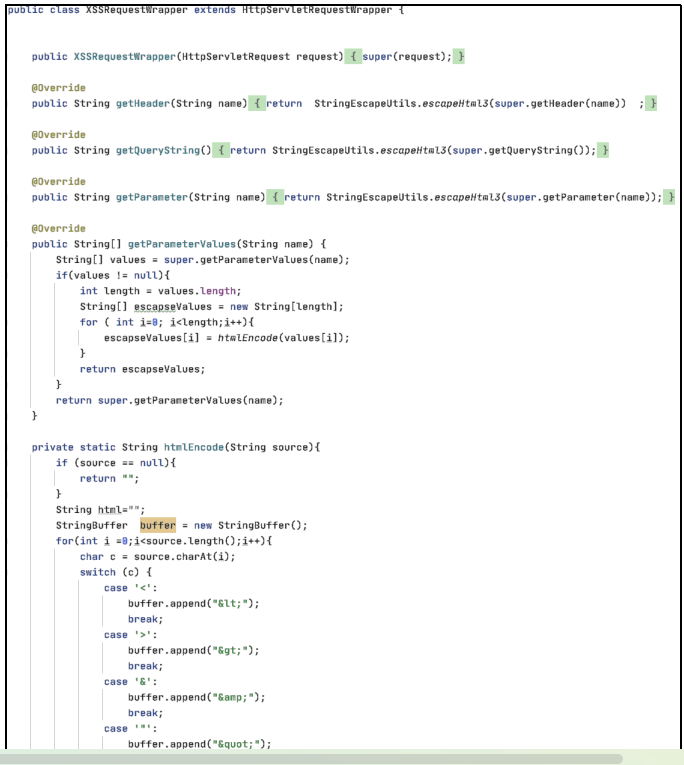 public class XSSRequestWrapper extends HttpServletRequestWrapper {
public XSSRequestWrapper(HttpServletRequest request) { super(request); }
@Override
public String getHeader(String name) { return  StringEscapeUtils.escapeHtml3(super.getHeader(name))  ; }
@Override
public String getQueryString() { return StringEscapeUtils.escapeHtml3(super.getQueryString()); }
@Override
public String getParameter(String name) { return StringEscapeUtils.escapeHtml3(super.getParameter(name)); }
@Override
public String[] getParameterValues(String name) {
String[] values = super.getParameterValues(name);
if(values != null){
int length = values.length;
String[] escapseValues = new String[length];
for ( int i=0; i<length;i++){
escapseValues[i] = htmlEncode(values[i]);
}
return escapseValues;
}
return super.getParameterValues(name);
}
private static String htmlEncode(String source){
if (source == null){
return "";
}
String html="";
StringBuffer  buffer = new StringBuffer();
for(int i =0;i<source.length();i++){
char c = source.charAt(i);
switch (c) {
case '<':
buffer.append("&lt;");
break;
case '>':
buffer.append("&gt;");
break;
case '&':
buffer.append("&amp;");
break;
case '"':
buffer.append("&quot;");